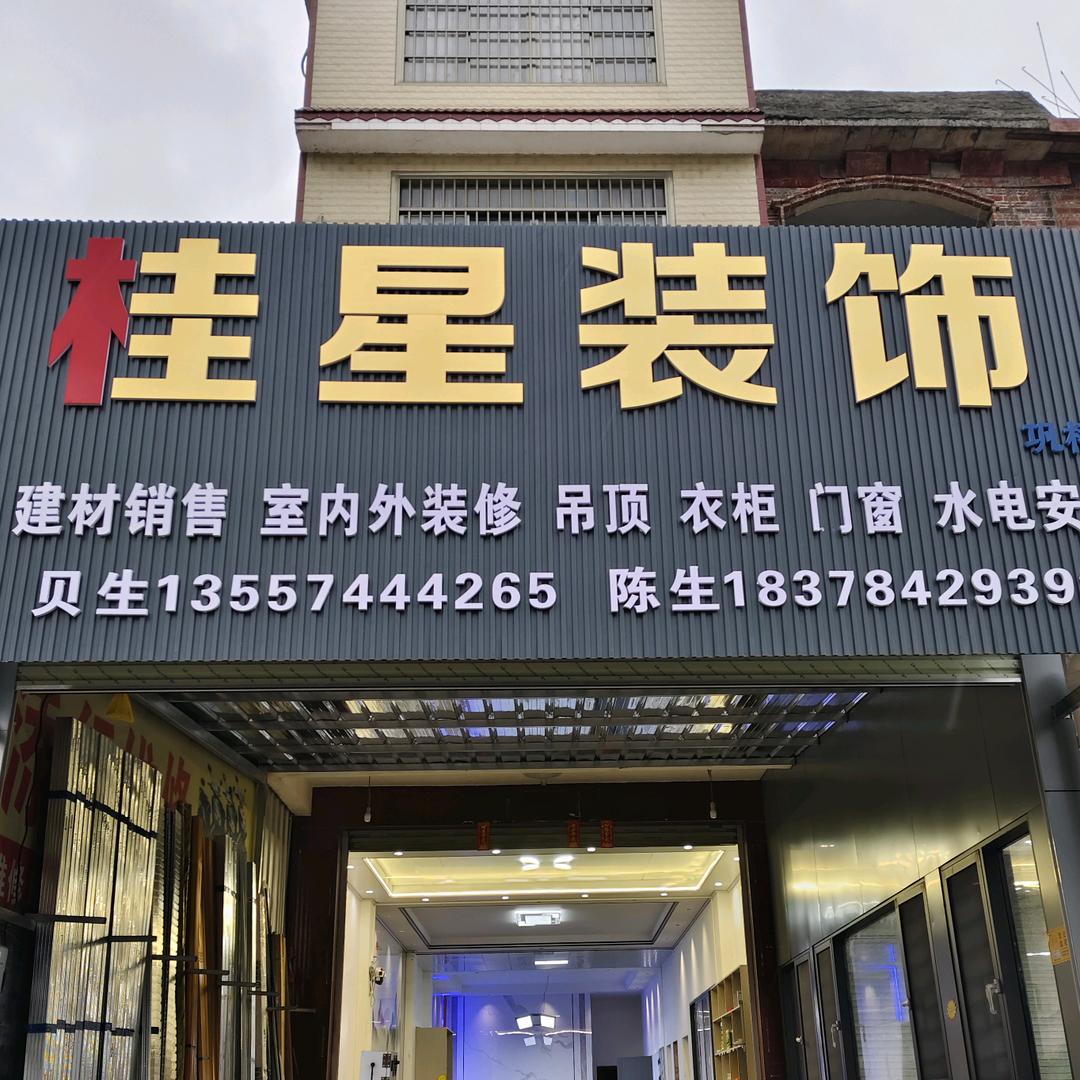 桂星装饰
巩桥
建材销售 室内外装修 吊顶 衣柜 门窗 水电安
贝生13557444265 陈生1837842939